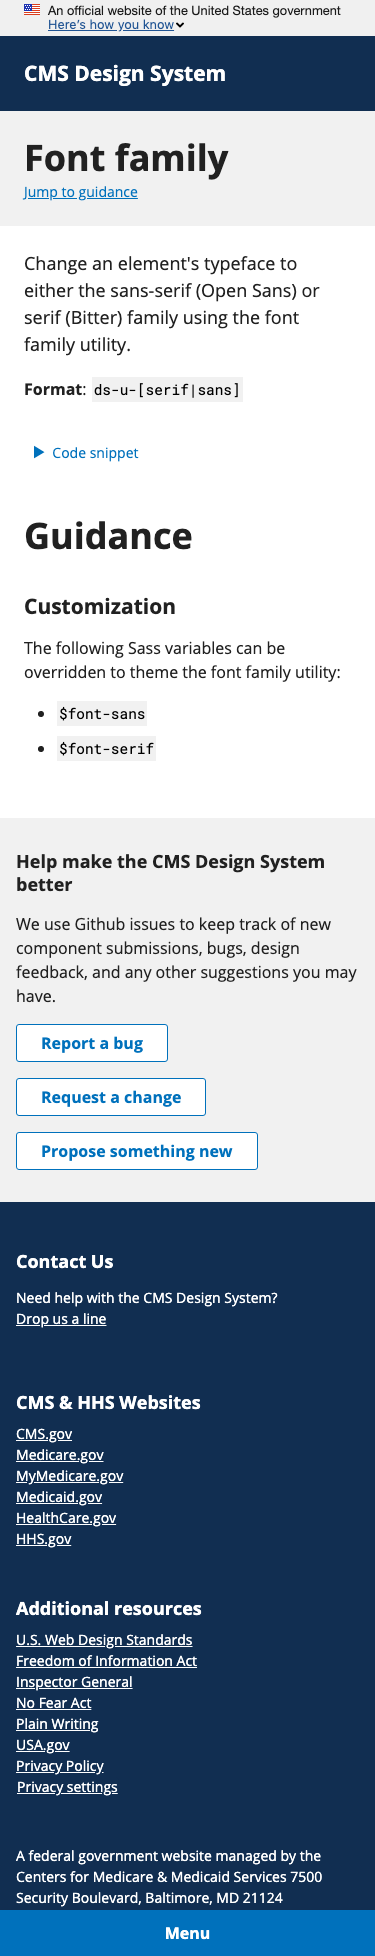 An official website of the United States government
Here's how you know
CMS Design System
Font family
Jump to guidance
Change an element's typeface to
either the sans-serif (Open Sans) or
serif (Bitter) family using the font
family utility.
Format: ds-u-[serif|sans]
Code snippet
Guidance
Customization
The following Sass variables can be
overridden to theme the font family utility:
• $font-sans
• $font-serif
Help make the CMS Design System
better
We use Github issues to keep track of new
component submissions, bugs, design
feedback, and any other suggestions you may
have.
Report a bug
Request a change
Propose something new
Contact Us
Need help with the CMS Design System?
Drop us a line
CMS & HHS Websites
CMS.gov
Medicare.gov
MyMedicare.gov
Medicaid.gov
HealthCare.gov
HHS.gov
Additional resources
U.S. Web Design Standards
Freedom of Information Act
Inspector General
No Fear Act
Plain Writing
USA.gov
Privacy Policy
Privacy settings
A federal government website managed by the
Centers for Medicare & Medicaid Services 7500
Security Boulevard, Baltimore, MD 21124
Menu